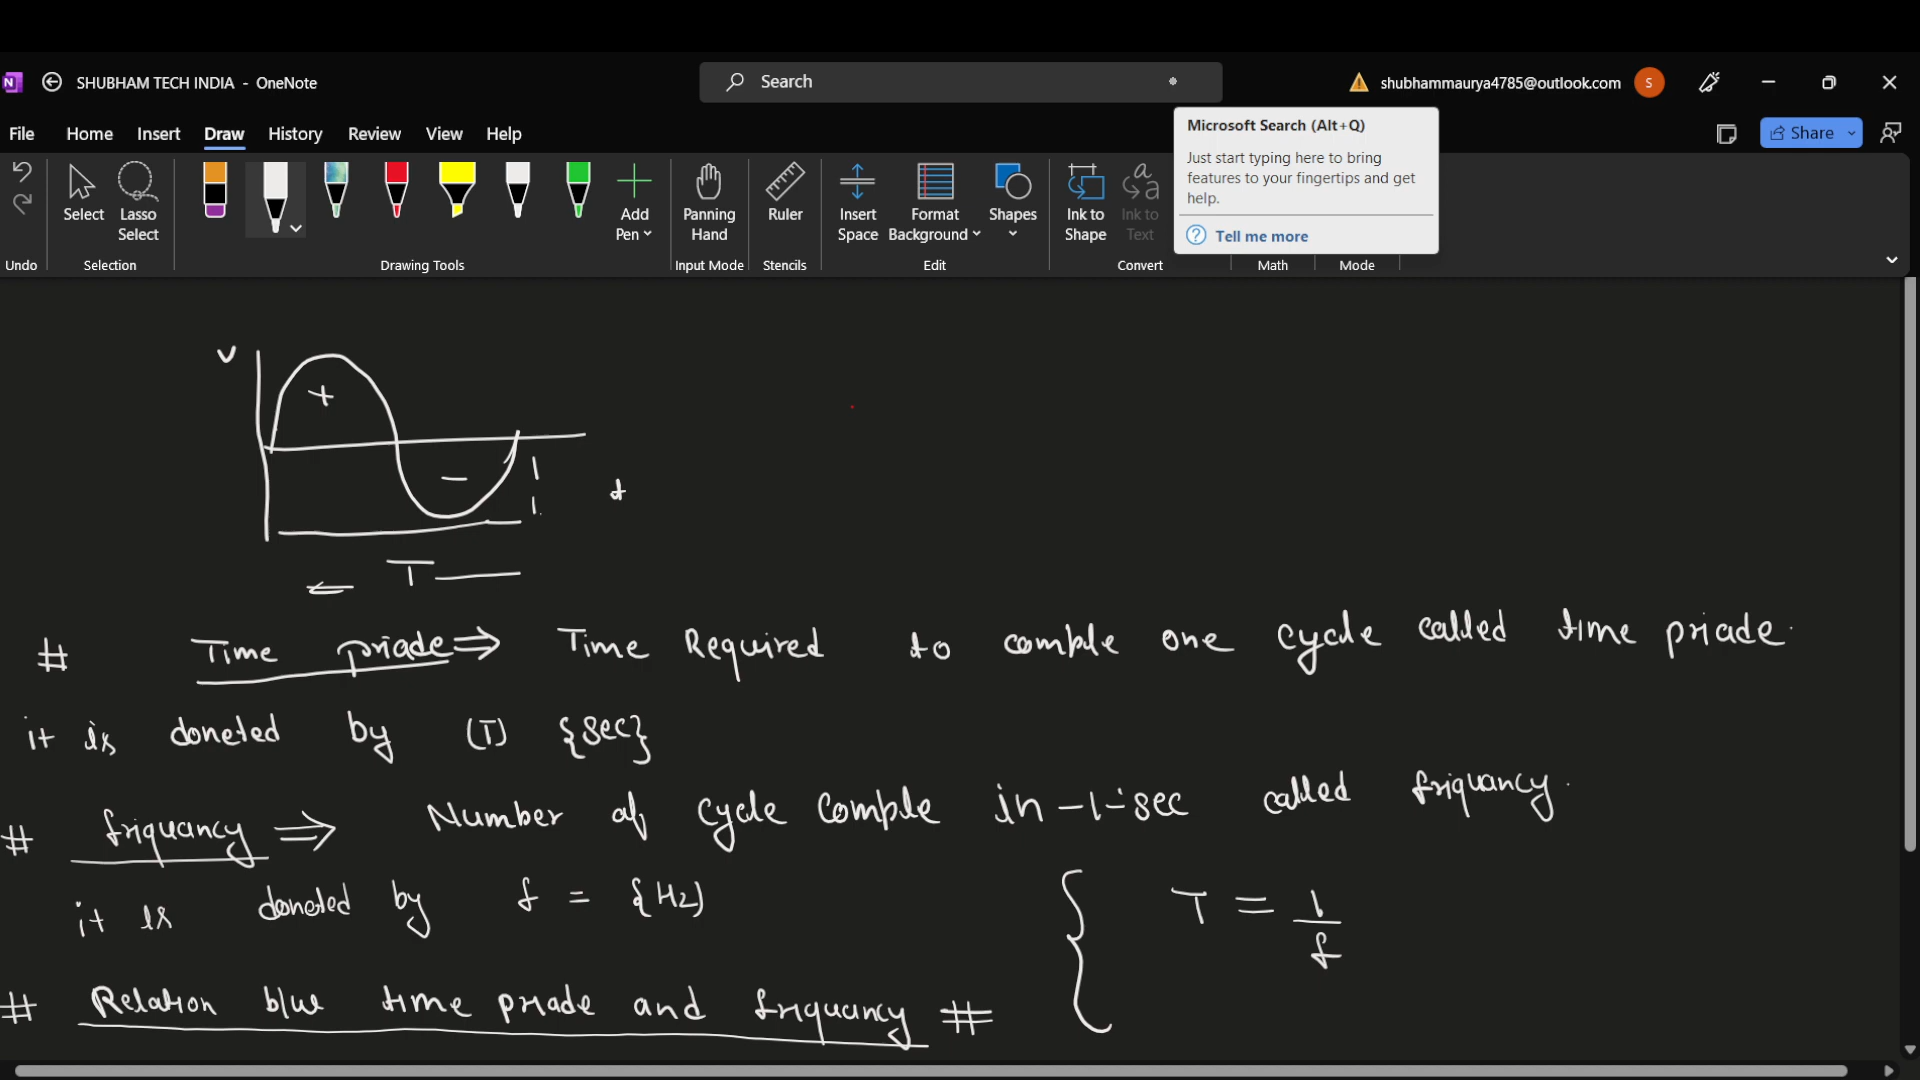 SHUBHAM TECH INDIA - OneNote
Search
shubhammaurya4785@outlook.com
S
File Home Insert Draw History Review View Help
Share
Microsoft Search (Alt+Q)
Just start typing here to bring
features to your fingertips and get
help.
Tell me more
Select
Lasso
Select
Add
Pen
Panning
Hand
Ruler
Insert
Space
Format
Background
Shapes
Ink to
Shape
Ink to
Text
Undo Selection Drawing Tools Input Mode Stencils Edit Convert Math Mode
V
+
-
t
T
# Time priade ⇒ Time Required to comble one cycle called time priade.
it is doneted by (T) {sec}
# friquancy ⇒ Number of cycle comble in -1- sec called friquancy.
it is doneted by f = {Hz)
{ T = 1/f
# Relation b/w time priade and friquancy #